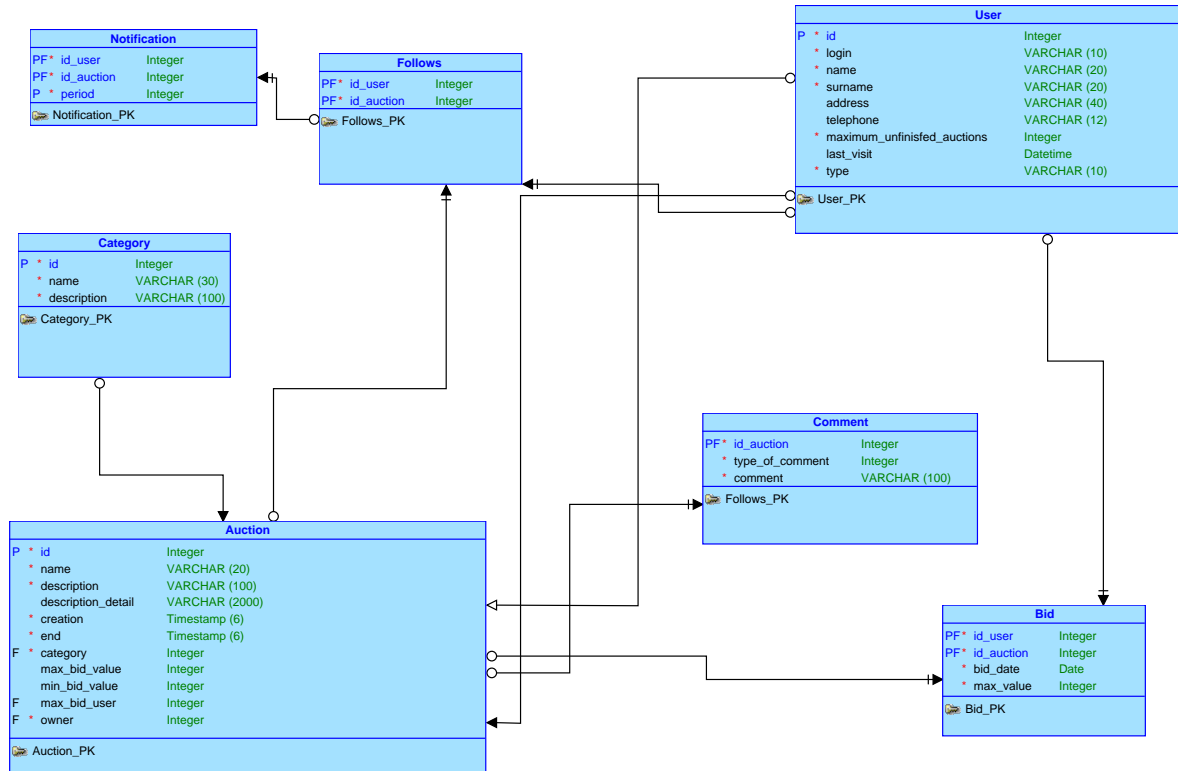 Notification
PF* id_user Integer
PF* id_auction Integer
P * period Integer
Notification_PK
Follows
PF* id_user Integer
PF* id_auction Integer
Follows_PK
User
P * id Integer
* login VARCHAR (10)
* name VARCHAR (20)
* surname VARCHAR (20)
address VARCHAR (40)
telephone VARCHAR (12)
* maximum_unfinisfed_auctions Integer
last_visit Datetime
* type VARCHAR (10)
User_PK
Category
P * id Integer
* name VARCHAR (30)
* description VARCHAR (100)
Category_PK
Comment
PF* id_auction Integer
* type_of_comment Integer
* comment VARCHAR (100)
Follows_PK
Auction
P * id Integer
* name VARCHAR (20)
* description VARCHAR (100)
description_detail VARCHAR (2000)
* creation Timestamp (6)
* end Timestamp (6)
F * category Integer
max_bid_value Integer
min_bid_value Integer
F max_bid_user Integer
F * owner Integer
Auction_PK
Bid
PF* id_user Integer
PF* id_auction Integer
* bid_date Date
* max_value Integer
Bid_PK